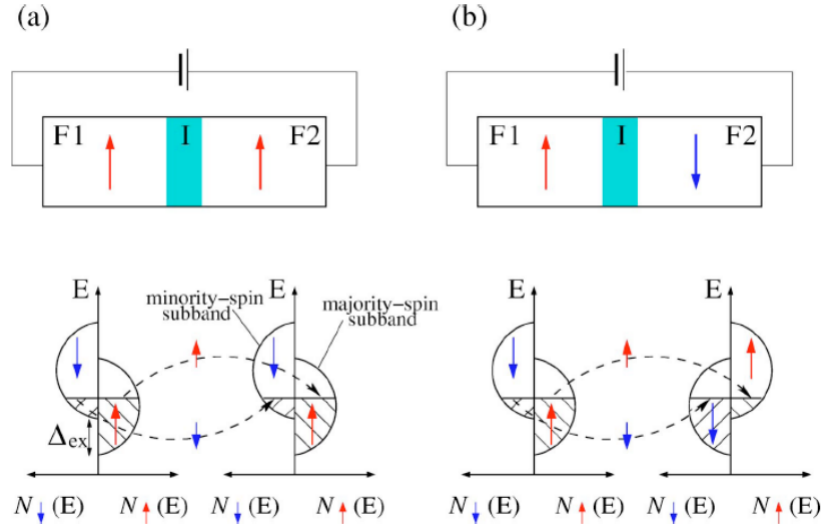 (a)
(b)
F1 I F2
F1 I F2
E
minority–spin
subband
E
majority–spin
subband
E
E
Δex
N↓(E) N↑(E) N↓(E) N↑(E)
N↓(E) N↑(E) N↓(E) N↑(E)